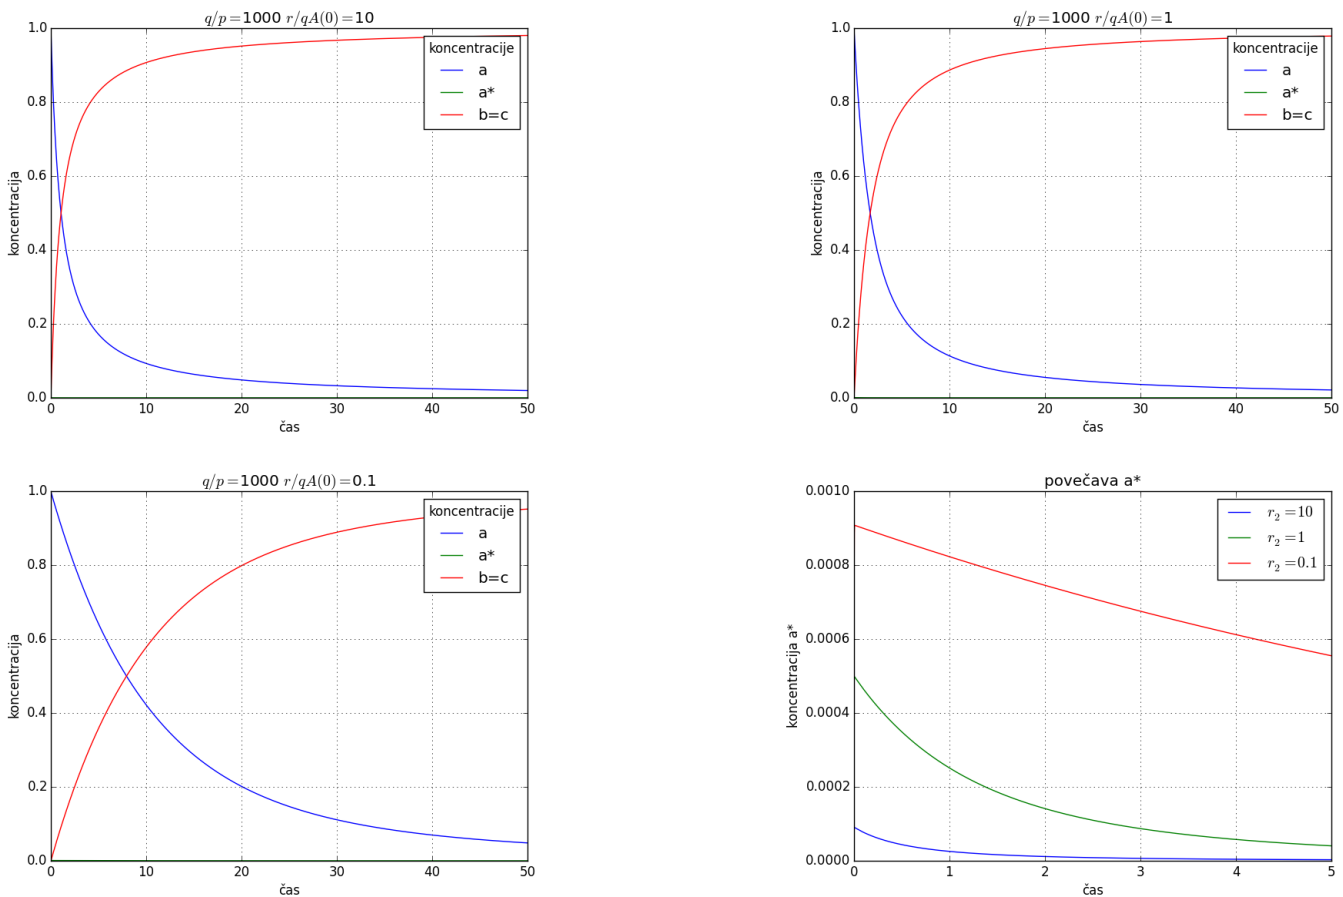 q/p=1000 r/qA(0)=10
koncentracije
a
a*
b=c
koncentracija
1.0
0.8
0.6
0.4
0.2
0.0
0 10 20 30 40 50
čas
q/p=1000 r/qA(0)=1
koncentracije
a
a*
b=c
koncentracija
1.0
0.8
0.6
0.4
0.2
0.0
0 10 20 30 40 50
čas
q/p=1000 r/qA(0)=0.1
koncentracije
a
a*
b=c
koncentracija
1.0
0.8
0.6
0.4
0.2
0.0
0 10 20 30 40 50
čas
povečava a*
r₂=10
r₂=1
r₂=0.1
koncentracija a*
0.0010
0.0008
0.0006
0.0004
0.0002
0.0000
0 1 2 3 4 5
čas